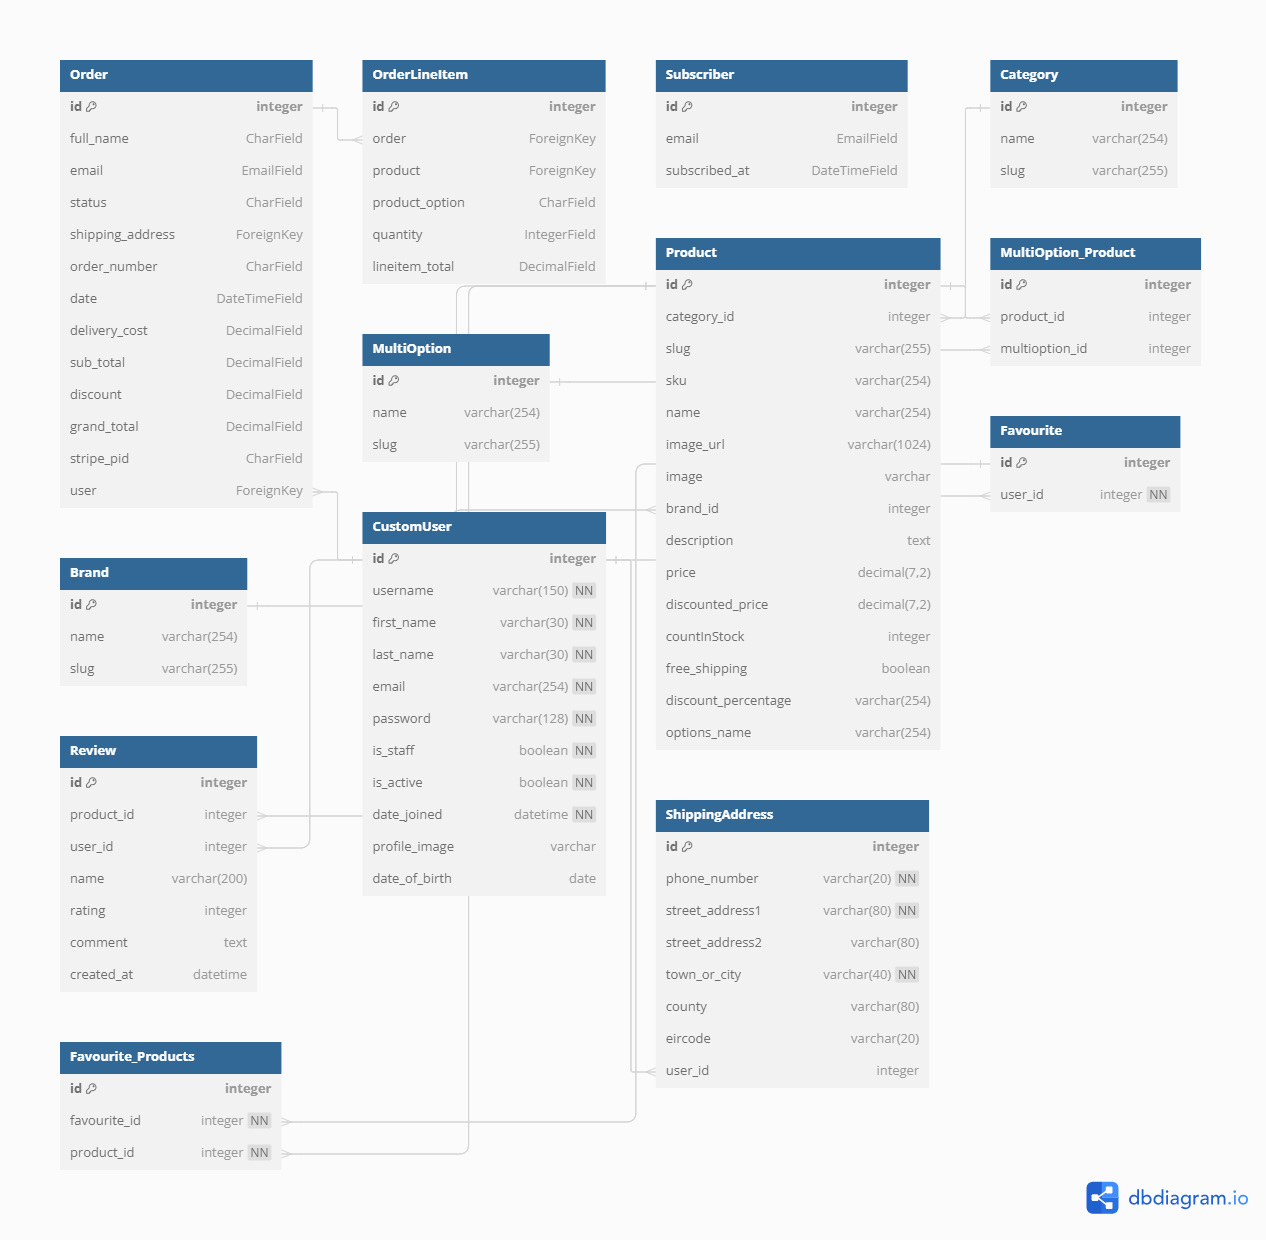 Order
id integer
full_name CharField
email EmailField
status CharField
shipping_address ForeignKey
order_number CharField
date DateTimeField
delivery_cost DecimalField
sub_total DecimalField
discount DecimalField
grand_total DecimalField
stripe_pid CharField
user ForeignKey
OrderLineItem
id integer
order ForeignKey
product ForeignKey
product_option CharField
quantity IntegerField
lineitem_total DecimalField
Subscriber
id integer
email EmailField
subscribed_at DateTimeField
Category
id integer
name varchar(254)
slug varchar(255)
Product
id integer
category_id integer
slug varchar(255)
sku varchar(254)
name varchar(254)
image_url varchar(1024)
image varchar
brand_id integer
description text
price decimal(7,2)
discounted_price decimal(7,2)
countInStock integer
free_shipping boolean
discount_percentage varchar(254)
options_name varchar(254)
MultiOption_Product
id integer
product_id integer
multioption_id integer
MultiOption
id integer
name varchar(254)
slug varchar(255)
Favourite
id integer
user_id integer NN
CustomUser
id integer
username varchar(150) NN
first_name varchar(30) NN
last_name varchar(30) NN
email varchar(254) NN
password varchar(128) NN
is_staff boolean NN
is_active boolean NN
date_joined datetime NN
profile_image varchar
date_of_birth date
Brand
id integer
name varchar(254)
slug varchar(255)
Review
id integer
product_id integer
user_id integer
name varchar(200)
rating integer
comment text
created_at datetime
ShippingAddress
id integer
phone_number varchar(20) NN
street_address1 varchar(80) NN
street_address2 varchar(80)
town_or_city varchar(40) NN
county varchar(80)
eircode varchar(20)
user_id integer
Favourite_Products
id integer
favourite_id integer NN
product_id integer NN
dbdiagram.io